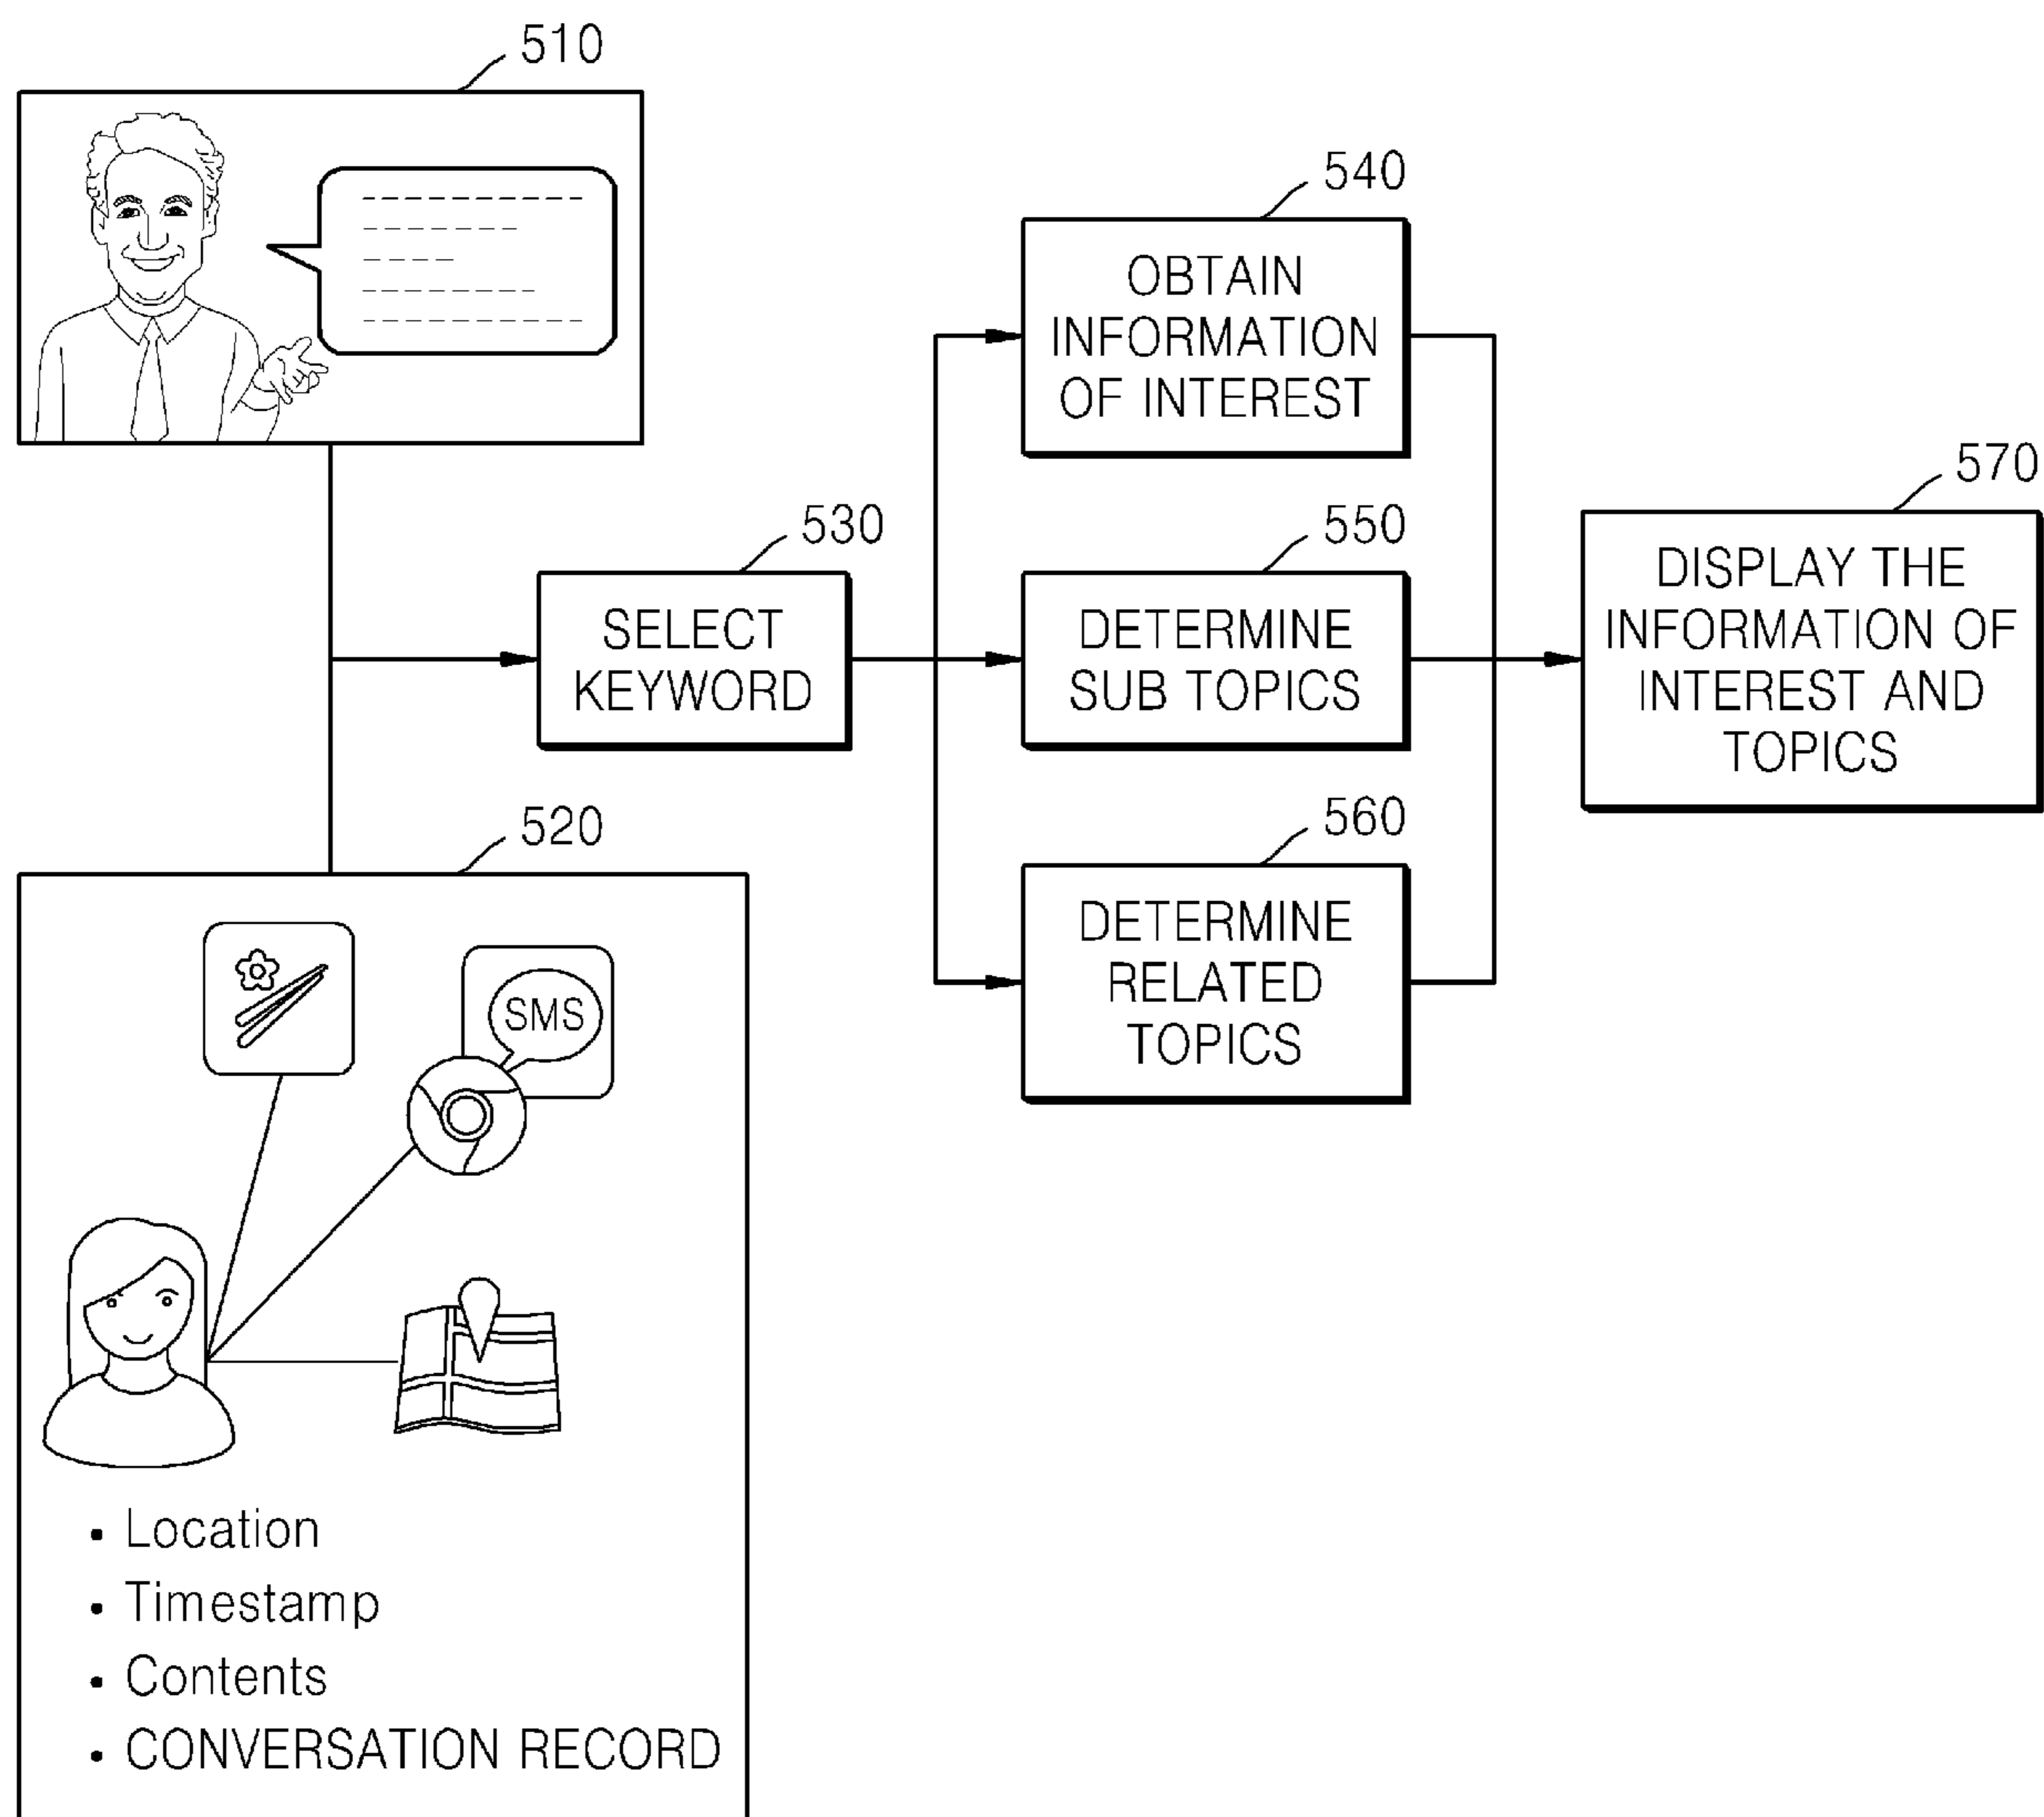 510
540
OBTAIN
INFORMATION
OF INTEREST
530
SELECT
KEYWORD
550
DETERMINE
SUB TOPICS
570
DISPLAY THE
INFORMATION OF
INTEREST AND
TOPICS
520
SMS
• Location
• Timestamp
• Contents
• CONVERSATION RECORD
560
DETERMINE
RELATED
TOPICS